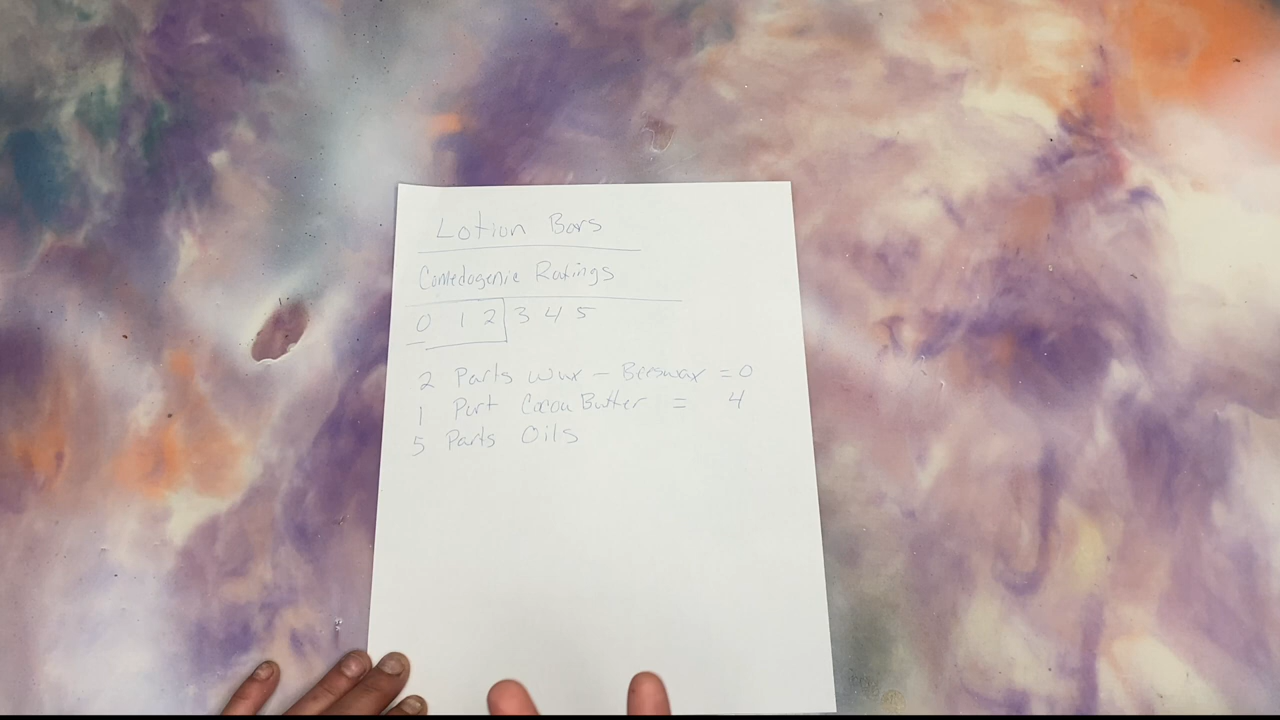 Lotion Bars
Comedogenic Ratings
0 1 2 3 4 5
2 Parts Wax - Beeswax = 0
1 Part Cocoa Butter = 4
5 Parts Oils